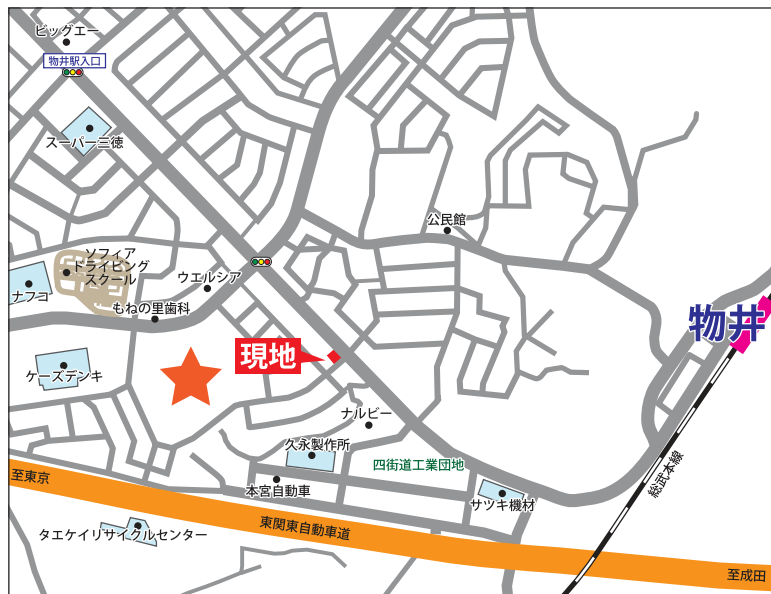 ビッグエー
物井駅入口
スーパー三徳
公民館
ソフィア
ドライビング
スクール
ウエルシア
ナフコ
もねの里歯科
物井
現地
ケーズデンキ
ナルビー
久永製作所
四街道工業団地
総武本線
至東京
本宮自動車
サツキ機材
東関東自動車道
タエケイリサイクルセンター
至成田